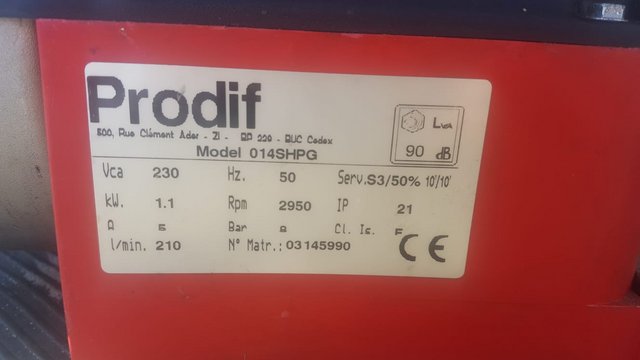 Prodif
500, Rue Clément Ader - ZI - BP 229 - BUC Cedex
Model 014SHPG
LWA
90 dB
Vca 230 Hz. 50 Serv. S3/50% 10'/10'
kW. 1.1 Rpm 2950 IP 21
A 5 Bar 8 Cl. Is. F
l/min. 210 N° Matr.: 03145990 CE